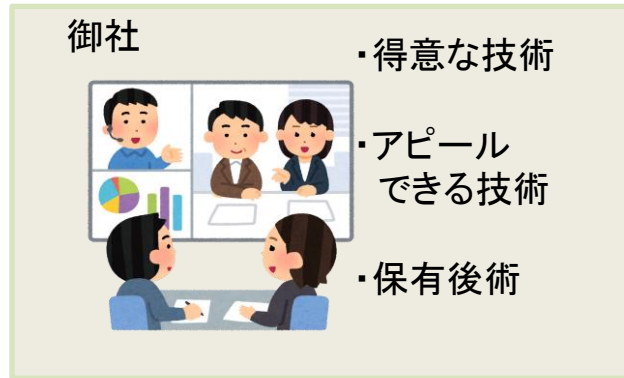 御社
・得意な技術
・アピール
できる技術
・保有後術